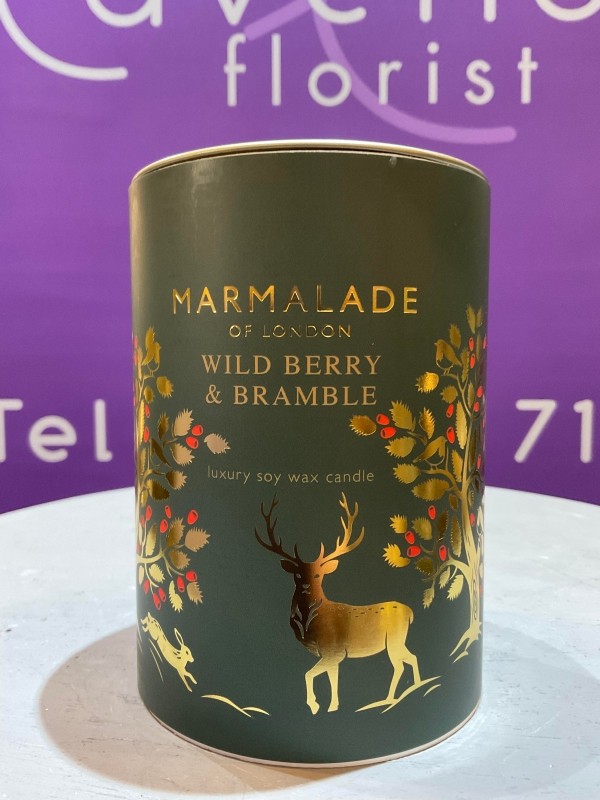 florist
MARMALADE
OF LONDON
WILD BERRY
& BRAMBLE
luxury soy wax candle
Tel
71